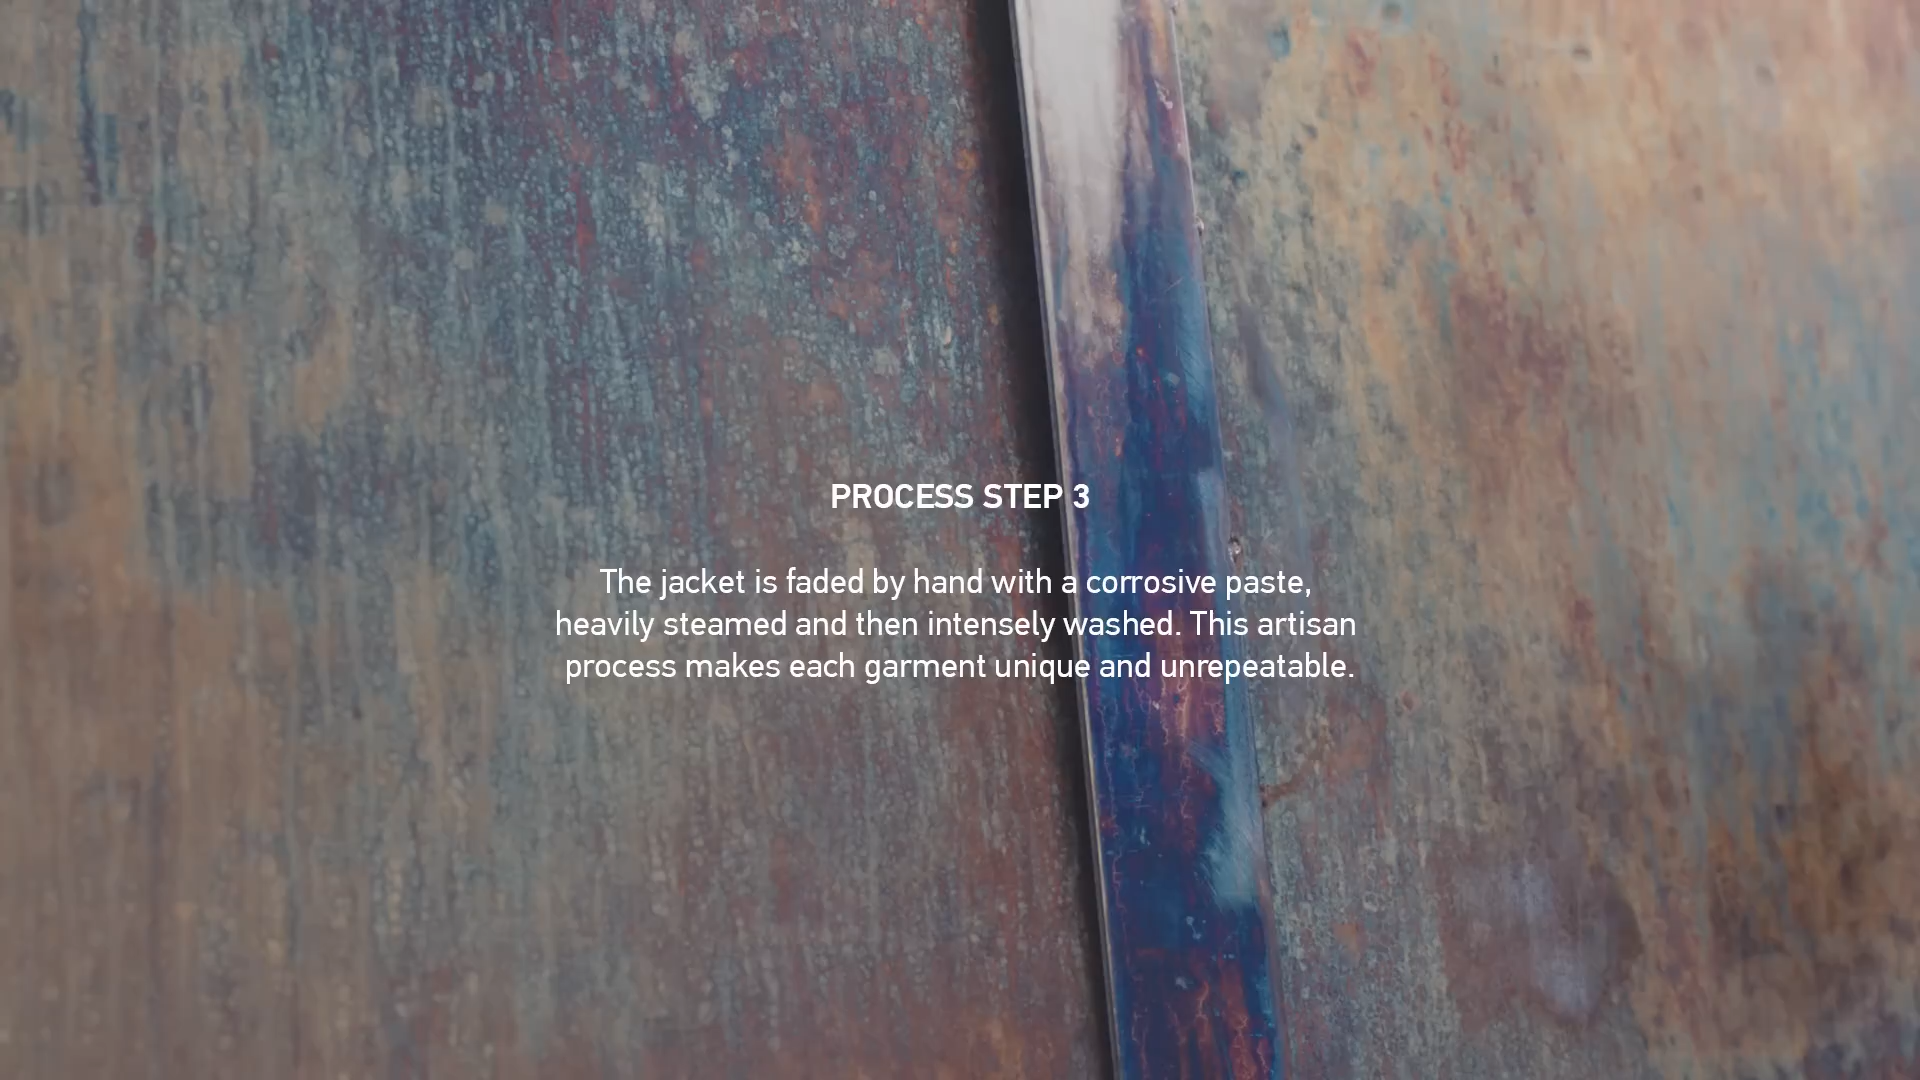 PROCESS STEP 3
The jacket is faded by hand with a corrosive paste,
heavily steamed and then intensely washed. This artisan
process makes each garment unique and unrepeatable.